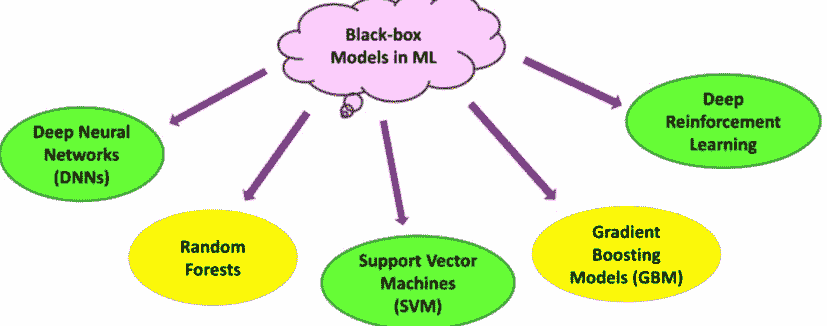 Black-box
Models in ML
Deep Neural
Networks
(DNNs)
Random
Forests
Support Vector
Machines
(SVM)
Gradient
Boosting
Models (GBM)
Deep
Reinforcement
Learning